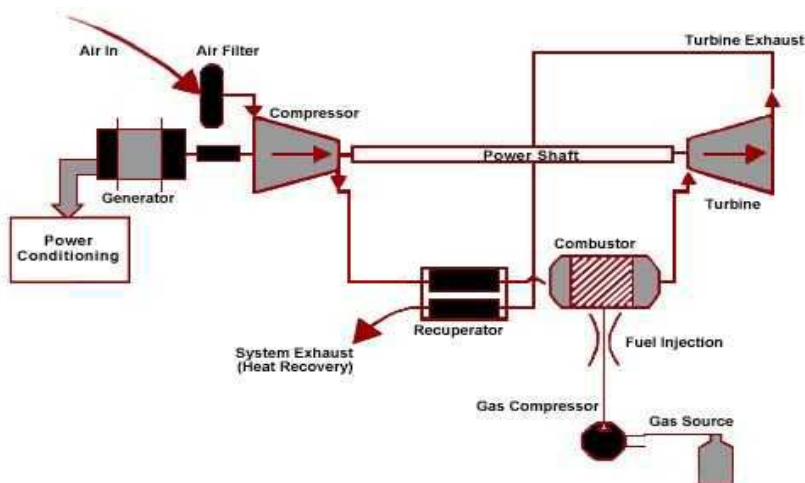 Air In
Air Filter
Turbine Exhaust
Compressor
Power Shaft
Generator
Turbine
Power
Conditioning
Combustor
Recuperator
System Exhaust
(Heat Recovery)
Fuel Injection
Gas Compressor
Gas Source